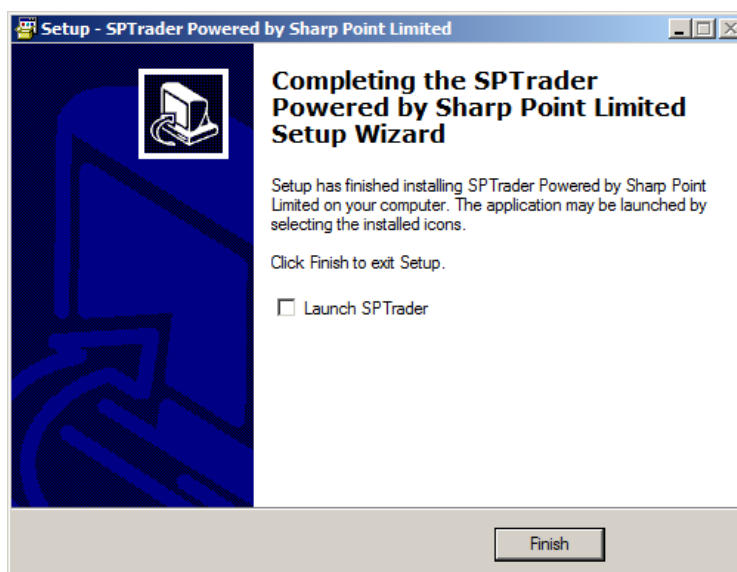 Setup - SPTrader Powered by Sharp Point Limited
Completing the SPTrader
Powered by Sharp Point Limited
Setup Wizard
Setup has finished installing SPTrader Powered by Sharp Point
Limited on your computer. The application may be launched by
selecting the installed icons.
Click Finish to exit Setup.
Launch SPTrader
Finish